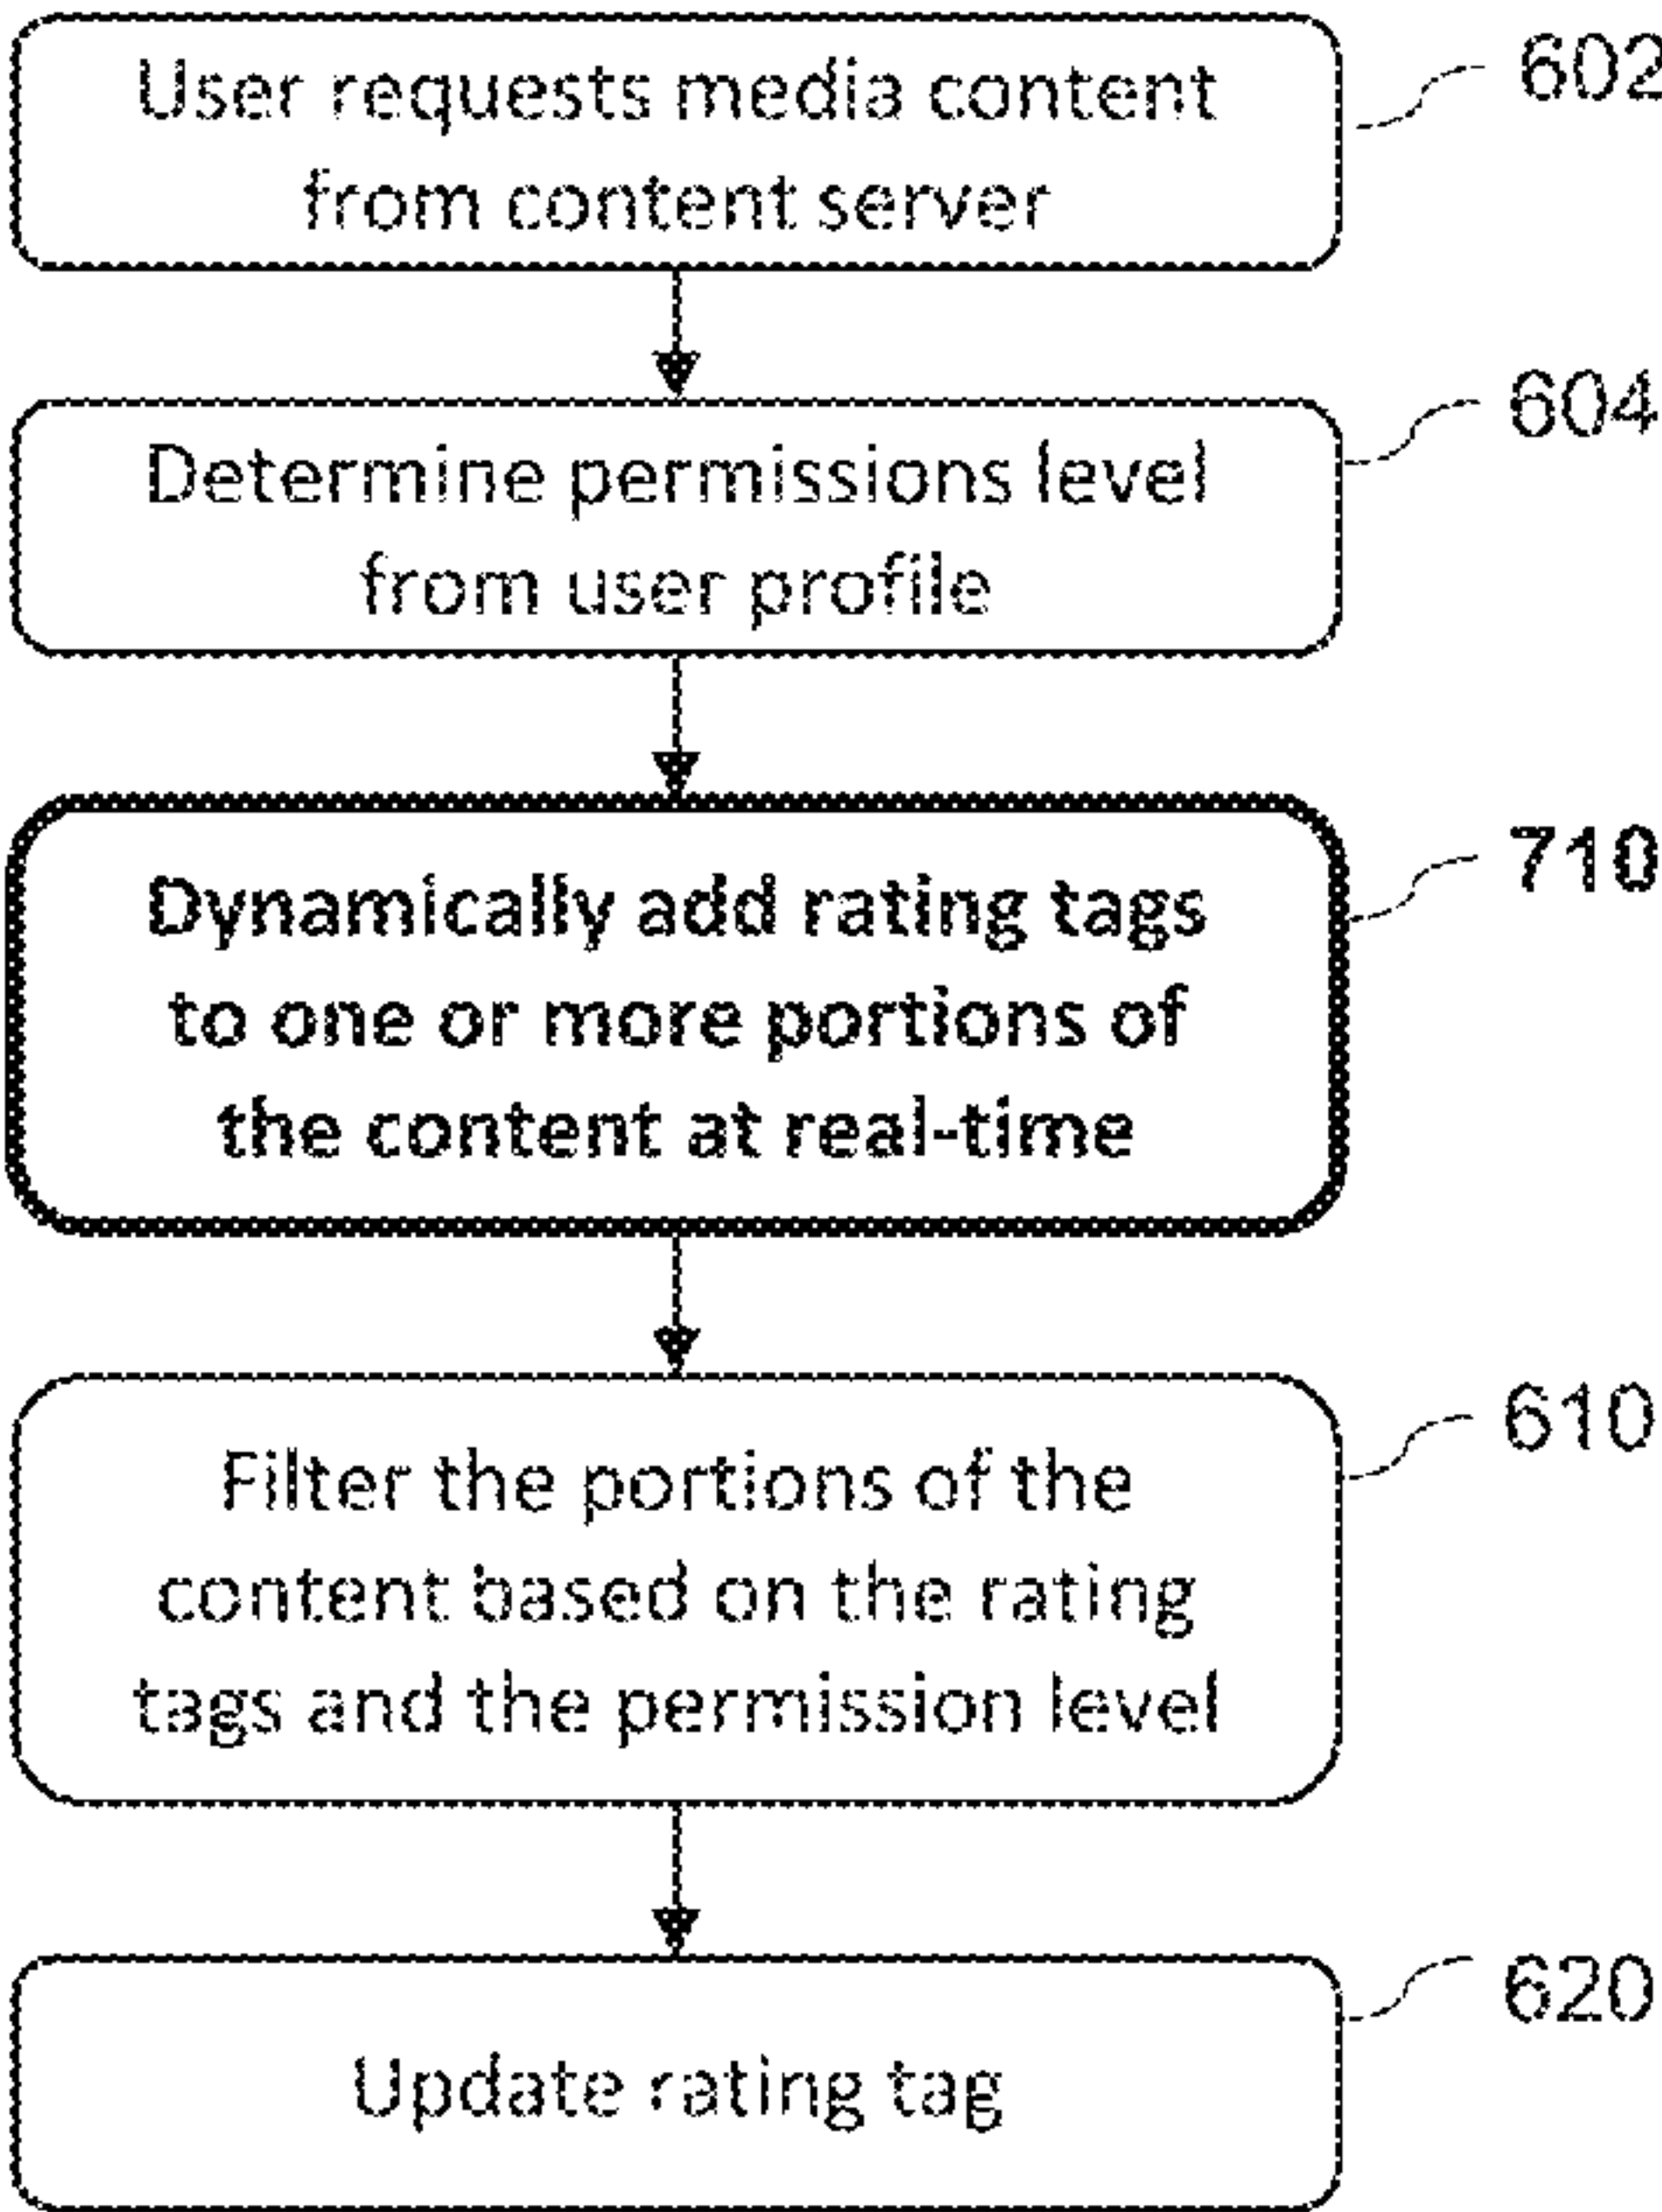 User requests media content
from content server
602
Determine permissions level
from user profile
604
Dynamically add rating tags
to one or more portions of
the content at real-time
710
Filter the portions of the
content based on the rating
tags and the permission level
610
Update rating tag
620